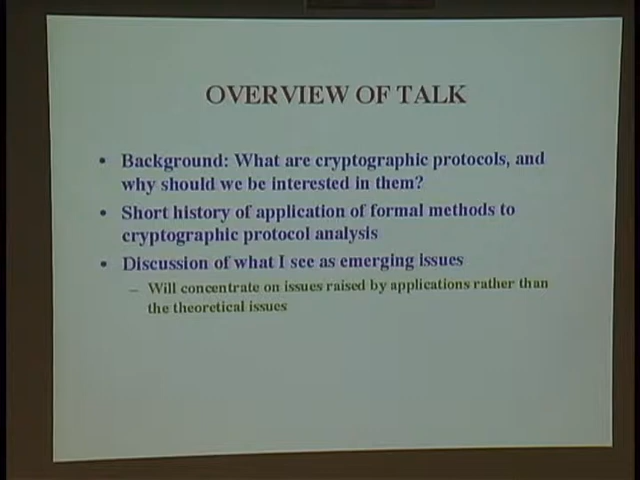 OVERVIEW OF TALK
• Background: What are cryptographic protocols, and
why should we be interested in them?
• Short history of application of formal methods to
cryptographic protocol analysis
• Discussion of what I see as emerging issues
– Will concentrate on issues raised by applications rather than
the theoretical issues